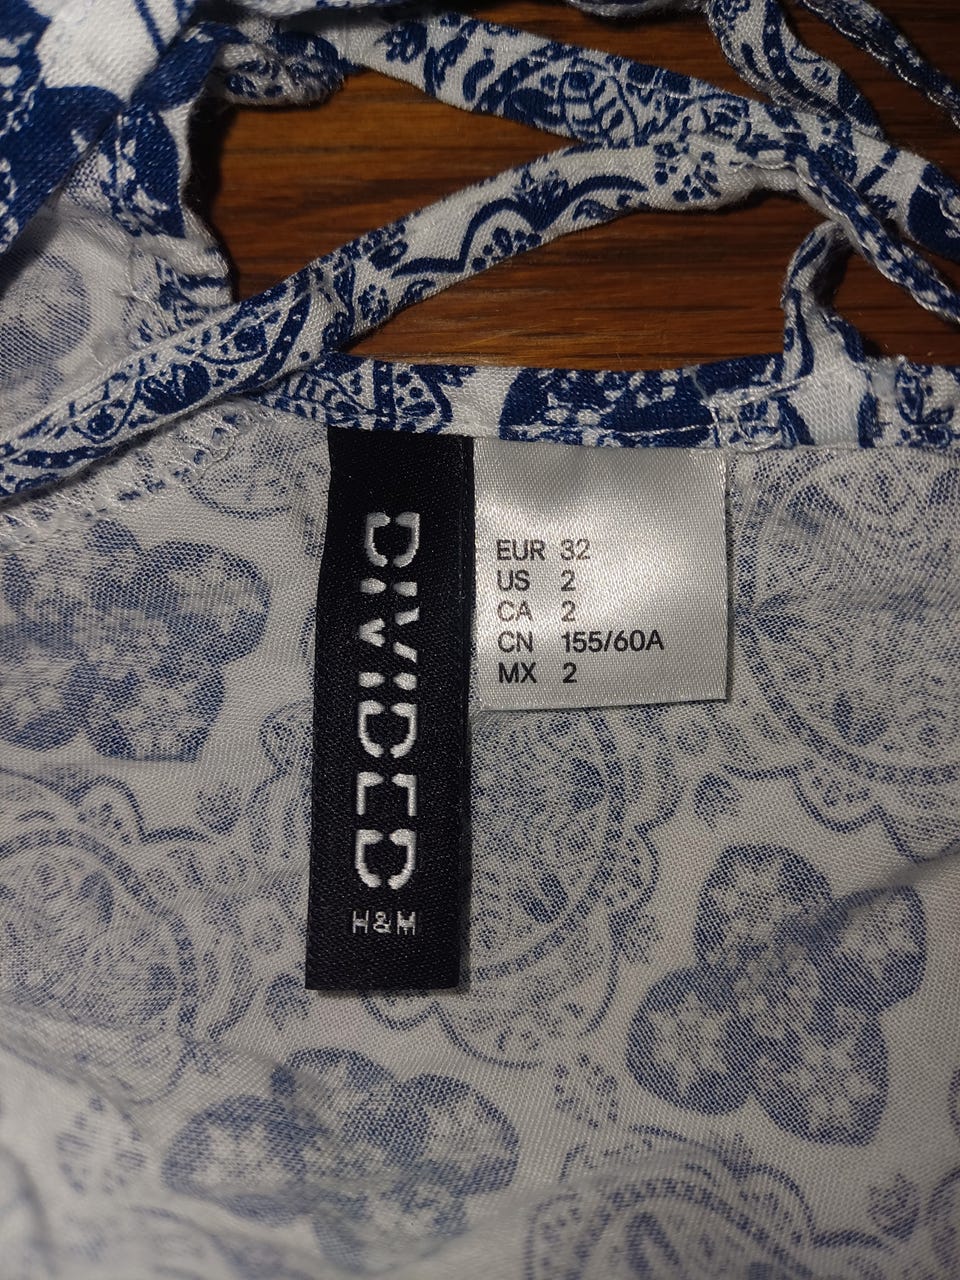 DIVIDED
H&M
EUR 32
US 2
CA 2
CN 155/60A
MX 2